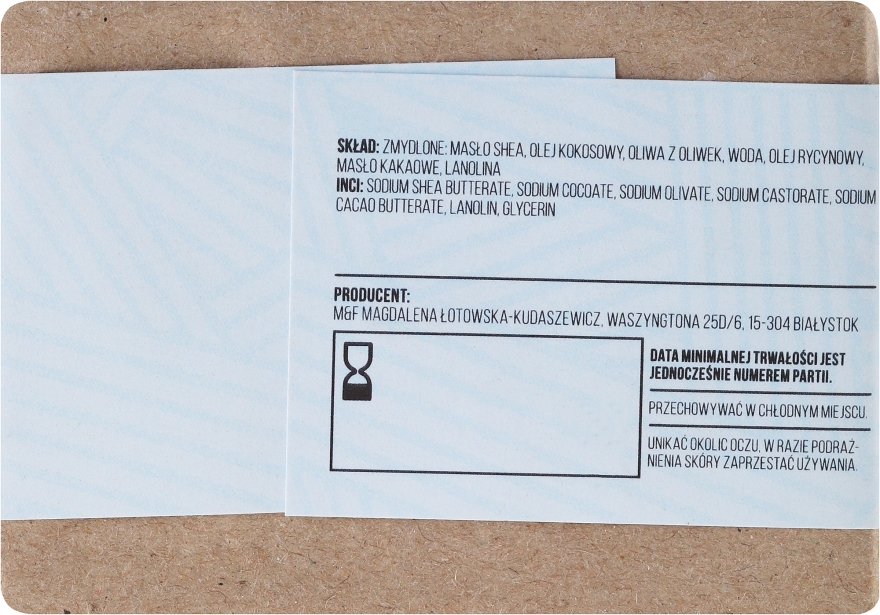 SKŁAD: ZMYDLONE: MASŁO SHEA, OLEJ KOKOSOWY, OLIWA Z OLIWEK, WODA, OLEJ RYCYNOWY,
MASŁO KAKAOWE, LANOLINA
INCI: SODIUM SHEA BUTTERATE, SODIUM COCOATE, SODIUM OLIVATE, SODIUM CASTORATE, SODIUM
CACAO BUTTERATE, LANOLIN, GLYCERIN
PRODUCENT:
M&F MAGDALENA ŁOTOWSKA-KUDASZEWICZ, WASZYNGTONA 25D/6, 15-304 BIAŁYSTOK
DATA MINIMALNEJ TRWAŁOŚCI JEST
JEDNOCZEŚNIE NUMEREM PARTII.
PRZECHOWYWAĆ W CHŁODNYM MIEJSCU.
UNIKAĆ OKOLIC OCZU, W RAZIE PODRAŻ-
NIENIA SKÓRY ZAPRZESTAĆ UŻYWANIA.